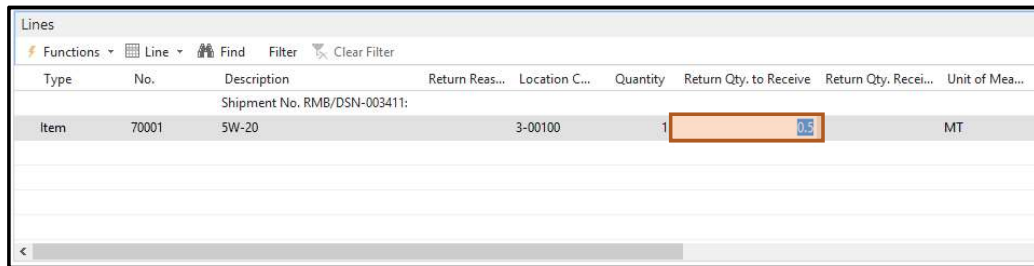 Lines
Functions Line Find Filter Clear Filter
Type No. Description Return Reas... Location C... Quantity Return Qty. to Receive Return Qty. Recei... Unit of Mea...
Shipment No. RMB/DSN-003411:
Item 70001 5W-20 3-00100 1 0.5 MT